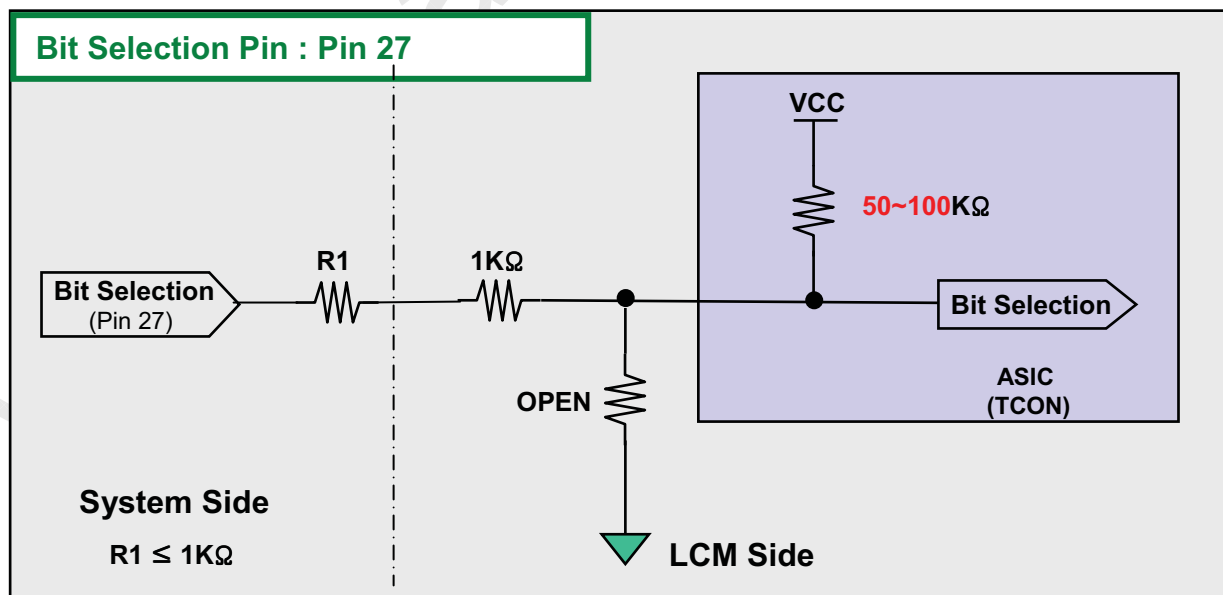 Bit Selection Pin : Pin 27
VCC
50~100KΩ
R1
1KΩ
Bit Selection
(Pin 27)
Bit Selection
OPEN
ASIC
(TCON)
System Side
R1 ≤ 1KΩ
LCM Side